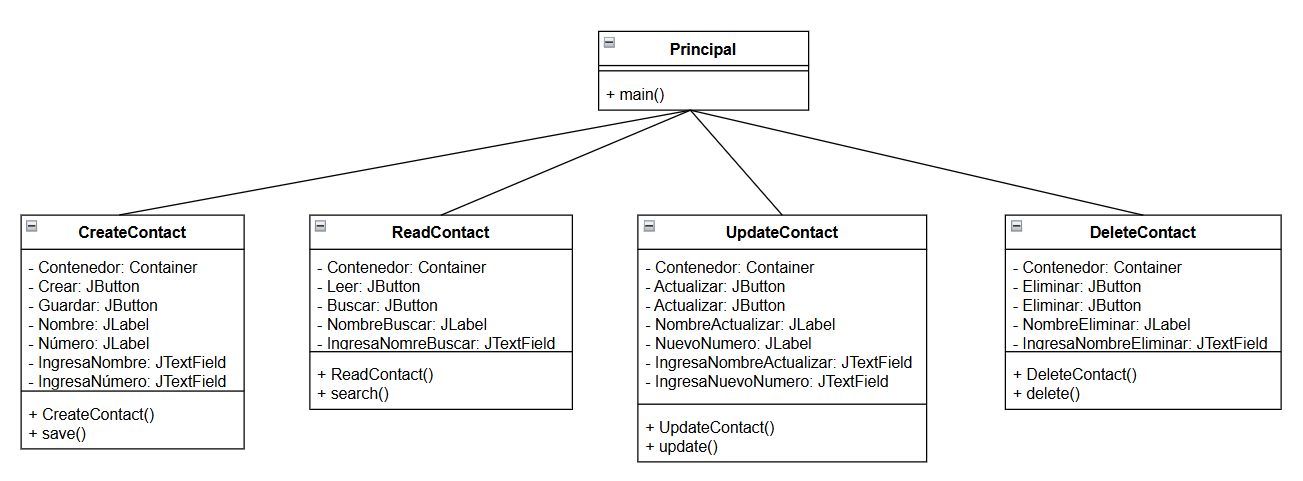 Principal
+ main()
CreateContact
- Contenedor: Container
- Crear: JButton
- Guardar: JButton
- Nombre: JLabel
- Número: JLabel
- IngresaNombre: JTextField
- IngresaNúmero: JTextField
+ CreateContact()
+ save()
ReadContact
- Contenedor: Container
- Leer: JButton
- Buscar: JButton
- NombreBuscar: JLabel
- IngresaNomreBuscar: JTextField
+ ReadContact()
+ search()
UpdateContact
- Contenedor: Container
- Actualizar: JButton
- Actualizar: JButton
- NombreActualizar: JLabel
- NuevoNumero: JLabel
- IngresaNombreActualizar: JTextField
- IngresaNuevoNumero: JTextField
+ UpdateContact()
+ update()
DeleteContact
- Contenedor: Container
- Eliminar: JButton
- Eliminar: JButton
- NombreEliminar: JLabel
- IngresaNombreEliminar: JTextField
+ DeleteContact()
+ delete()